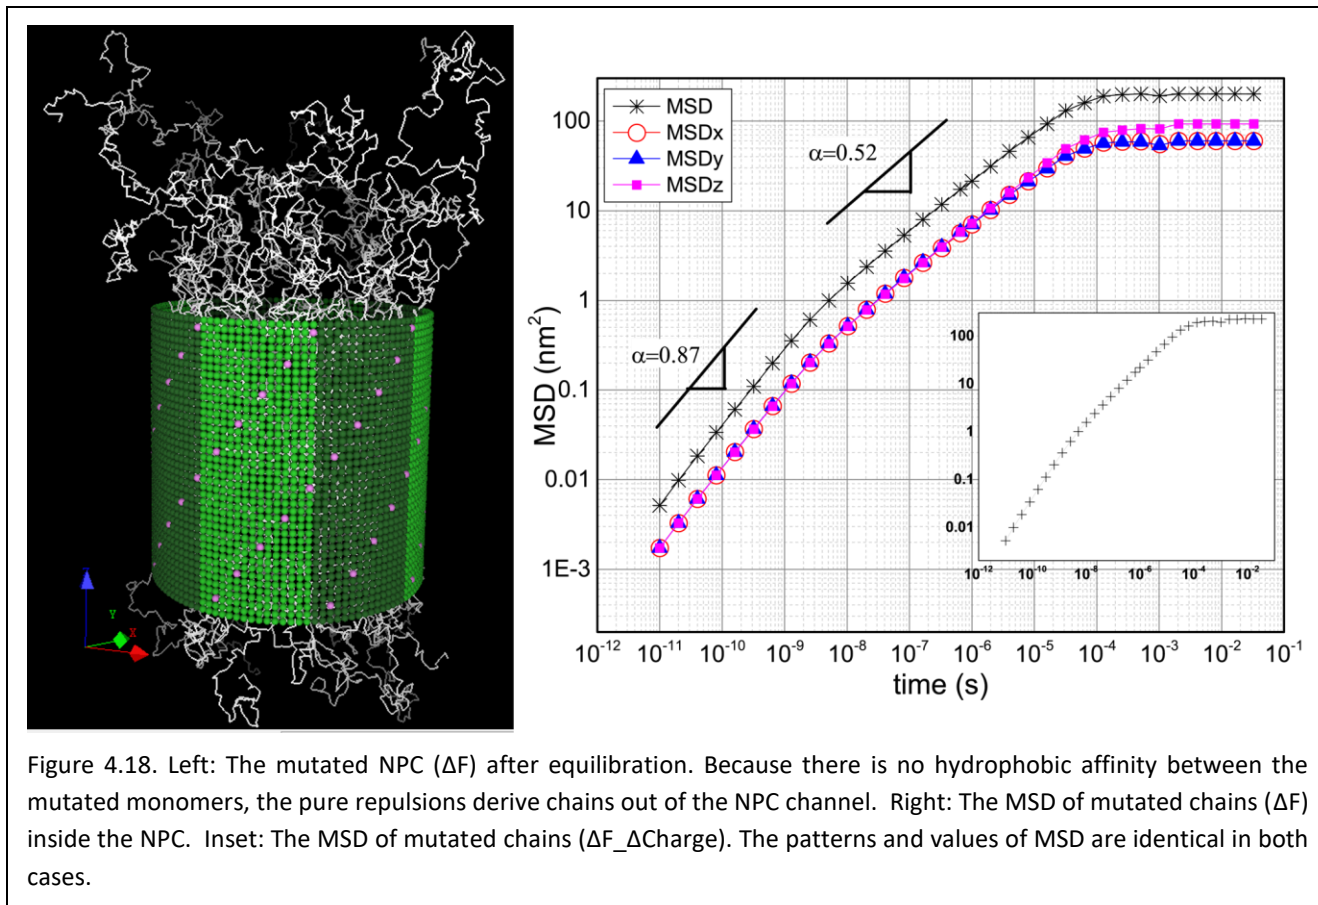 MSD
MSDx
MSDy
MSDz
α=0.52
α=0.87
MSD (nm²)
100
10
1
0.1
0.01
1E-3
10⁻¹² 10⁻¹¹ 10⁻¹⁰ 10⁻⁹ 10⁻⁸ 10⁻⁷ 10⁻⁶ 10⁻⁵ 10⁻⁴ 10⁻³ 10⁻² 10⁻¹
time (s)
100
10
1
0.1
0.01
10⁻¹² 10⁻¹⁰ 10⁻⁸ 10⁻⁶ 10⁻⁴ 10⁻²
Y
X
Figure 4.18. Left: The mutated NPC (ΔF) after equilibration. Because there is no hydrophobic affinity between the
mutated monomers, the pure repulsions derive chains out of the NPC channel. Right: The MSD of mutated chains (ΔF)
inside the NPC. Inset: The MSD of mutated chains (ΔF_ΔCharge). The patterns and values of MSD are identical in both
cases.